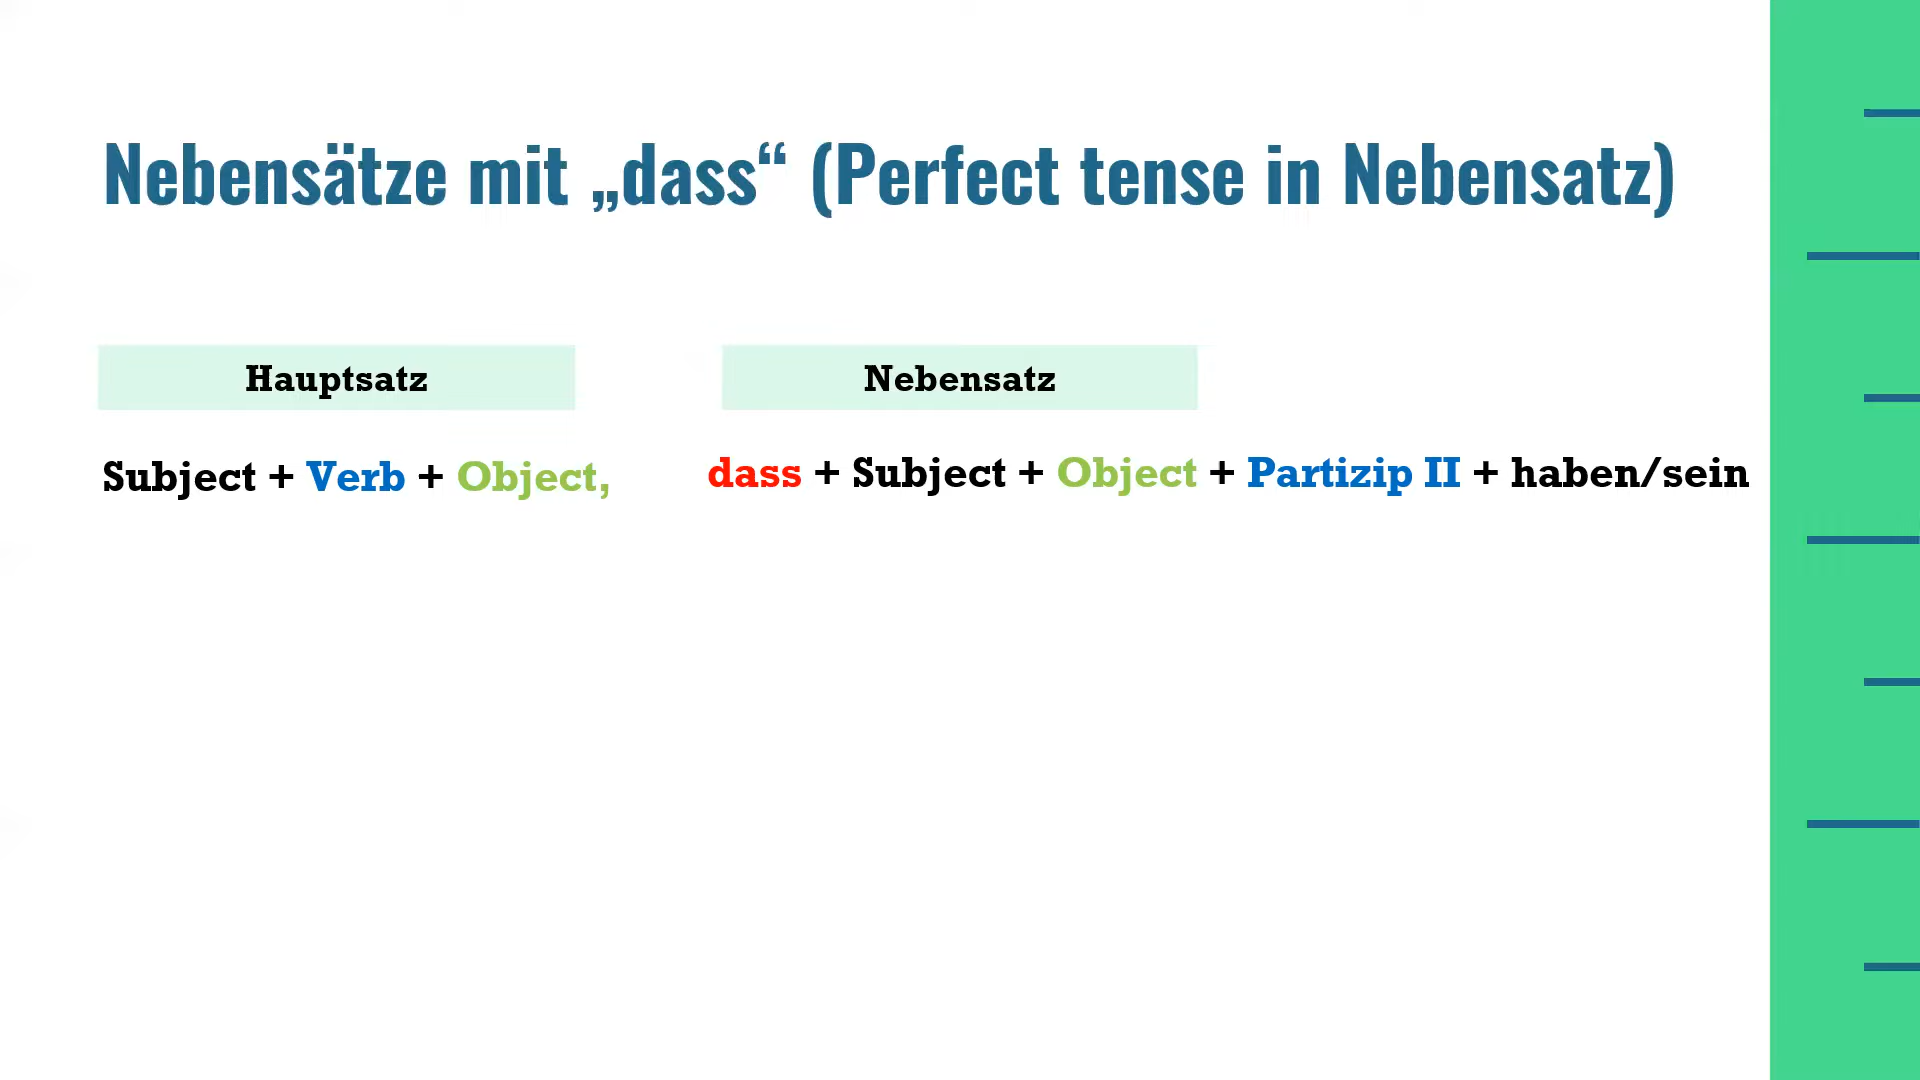 Nebensätze mit „dass“ (Perfect tense in Nebensatz)
Hauptsatz
Nebensatz
Subject + Verb + Object,
dass + Subject + Object + Partizip II + haben/sein